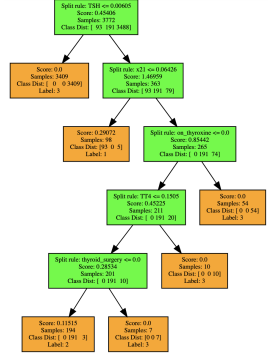 Split rule: TSH <= 0.00605
Score: 0.45406
Samples: 3772
Class Dist: [ 93 191 3488]
Score: 0.0
Samples: 3409
Class Dist: [ 0 0 3409]
Label: 3
Split rule: x21 <= 0.06426
Score: 1.46959
Samples: 363
Class Dist: [93 191 79]
Score: 0.29072
Samples: 98
Class Dist: [93 0 5]
Label: 1
Split rule: on_thyroxine <= 0.0
Score: 0.85442
Samples: 265
Class Dist: [ 0 191 74]
Split rule: TT4 <= 0.1505
Score: 0.45225
Samples: 211
Class Dist: [ 0 191 20]
Score: 0.0
Samples: 54
Class Dist: [ 0 0 54]
Label: 3
Split rule: thyroid_surgery <= 0.0
Score: 0.28534
Samples: 201
Class Dist: [ 0 191 10]
Score: 0.0
Samples: 10
Class Dist: [ 0 0 10]
Label: 3
Score: 0.11515
Samples: 194
Class Dist: [ 0 191 3]
Label: 2
Score: 0.0
Samples: 7
Class Dist: [0 0 7]
Label: 3